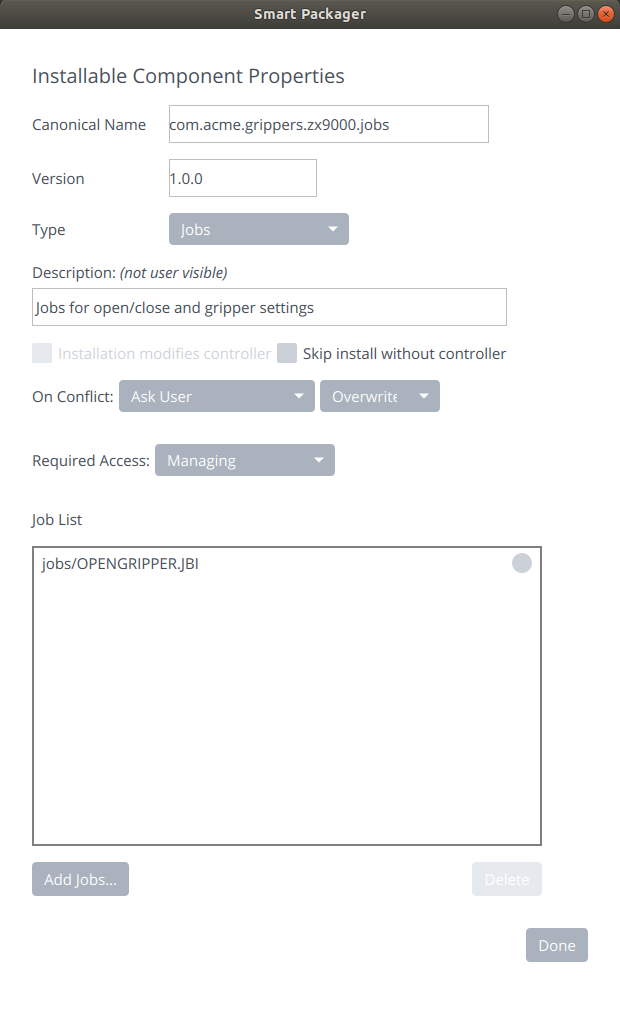 Smart Packager
Installable Component Properties
Canonical Name com.acme.grippers.zx9000.jobs
Version 1.0.0
Type Jobs
Description: (not user visible)
Jobs for open/close and gripper settings
Installation modifies controller Skip install without controller
On Conflict: Ask User Overwrite
Required Access: Managing
Job List
jobs/OPENGRIPPER.JBI
Add Jobs... Delete
Done